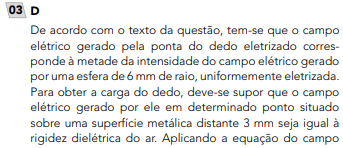 03 D
De acordo com o texto da questão, tem-se que o campo
elétrico gerado pela ponta do dedo eletrizado corres-
ponde à metade da intensidade do campo elétrico gerado
por uma esfera de 6 mm de raio, uniformemente eletrizada.
Para obter a carga do dedo, deve-se supor que o campo
elétrico gerado por ele em determinado ponto situado
sobre uma superfície metálica distante 3 mm seja igual à
rigidez dielétrica do ar. Aplicando a equação do campo